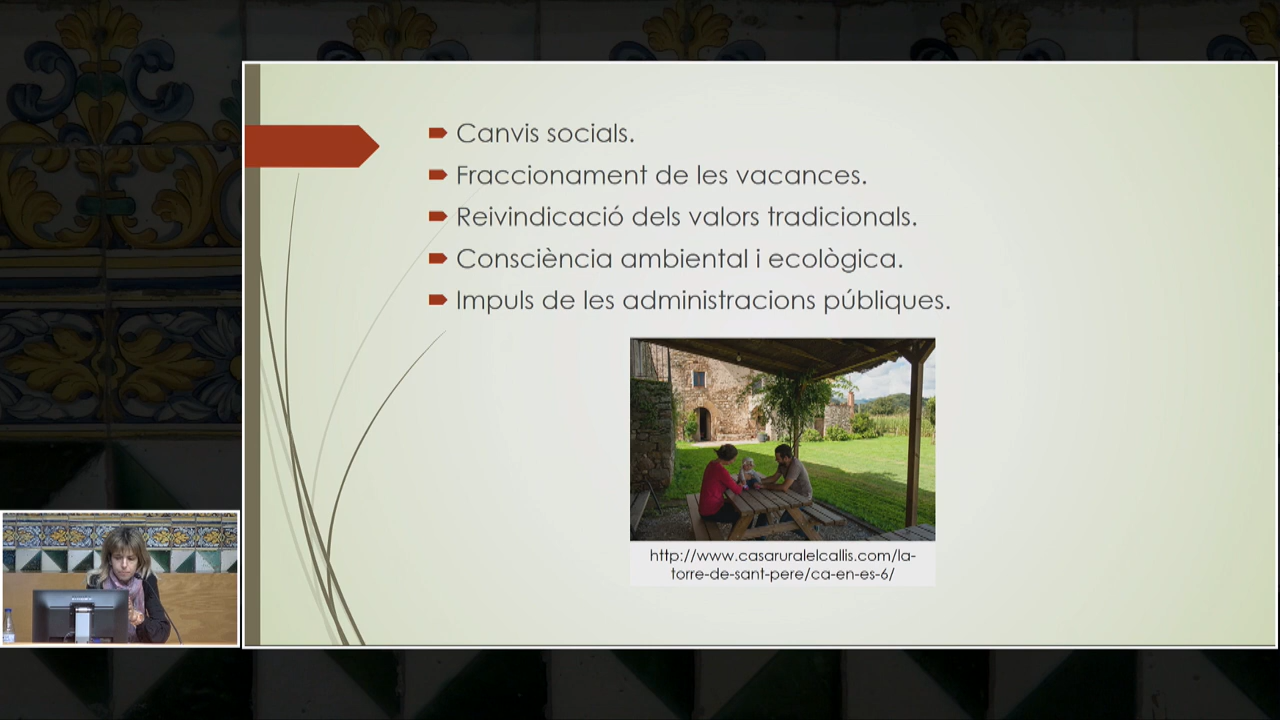 Canvis socials.
Fraccionament de les vacances.
Reivindicació dels valors tradicionals.
Consciència ambiental i ecològica.
Impuls de les administracions públiques.
http://www.casaruralelcallis.com/la-
torre-de-sant-pere/ca-en-es-6/